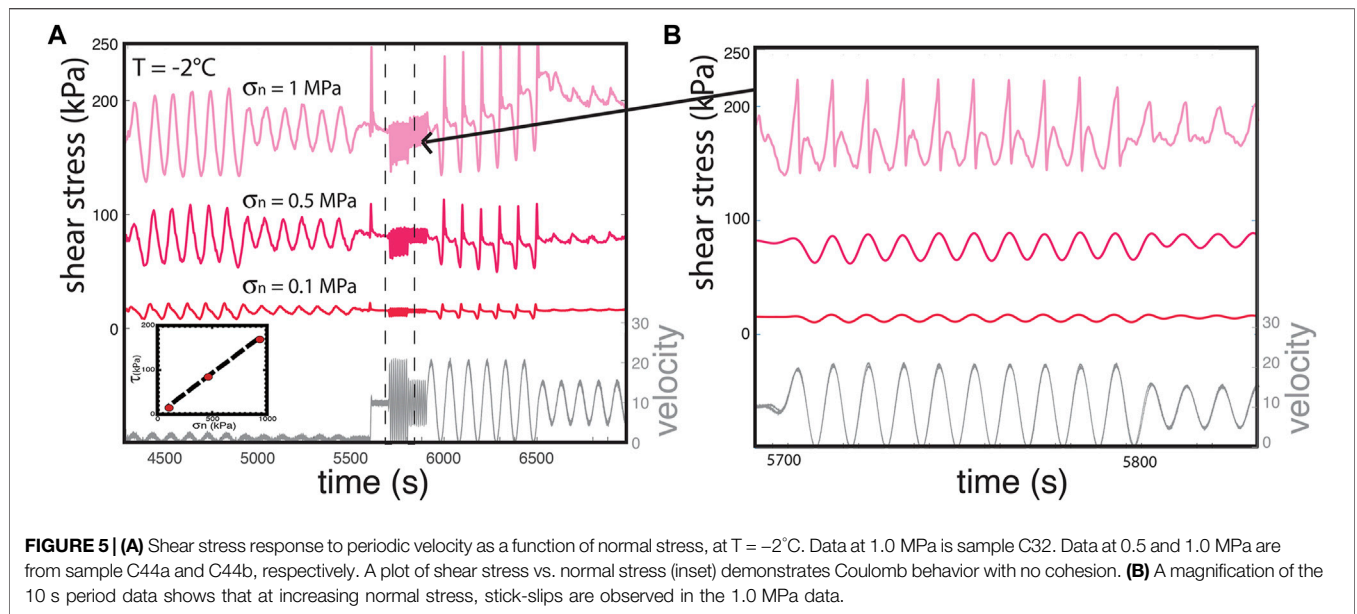 A
B
250
T = -2°C
σn = 1 MPa
200
σn = 0.5 MPa
100
σn = 0.1 MPa
0
shear stress (kPa)
200
100
0
τ(kPa)
0
500
1000
σn (kPa)
30
20
10
0
velocity
4500
5000
5500
6000
6500
time (s)
250
200
100
0
shear stress (kPa)
30
20
10
0
velocity
5700
5800
time (s)
FIGURE 5 | (A) Shear stress response to periodic velocity as a function of normal stress, at T = −2°C. Data at 1.0 MPa is sample C32. Data at 0.5 and 1.0 MPa are
from sample C44a and C44b, respectively. A plot of shear stress vs. normal stress (inset) demonstrates Coulomb behavior with no cohesion. (B) A magnification of the
10 s period data shows that at increasing normal stress, stick-slips are observed in the 1.0 MPa data.